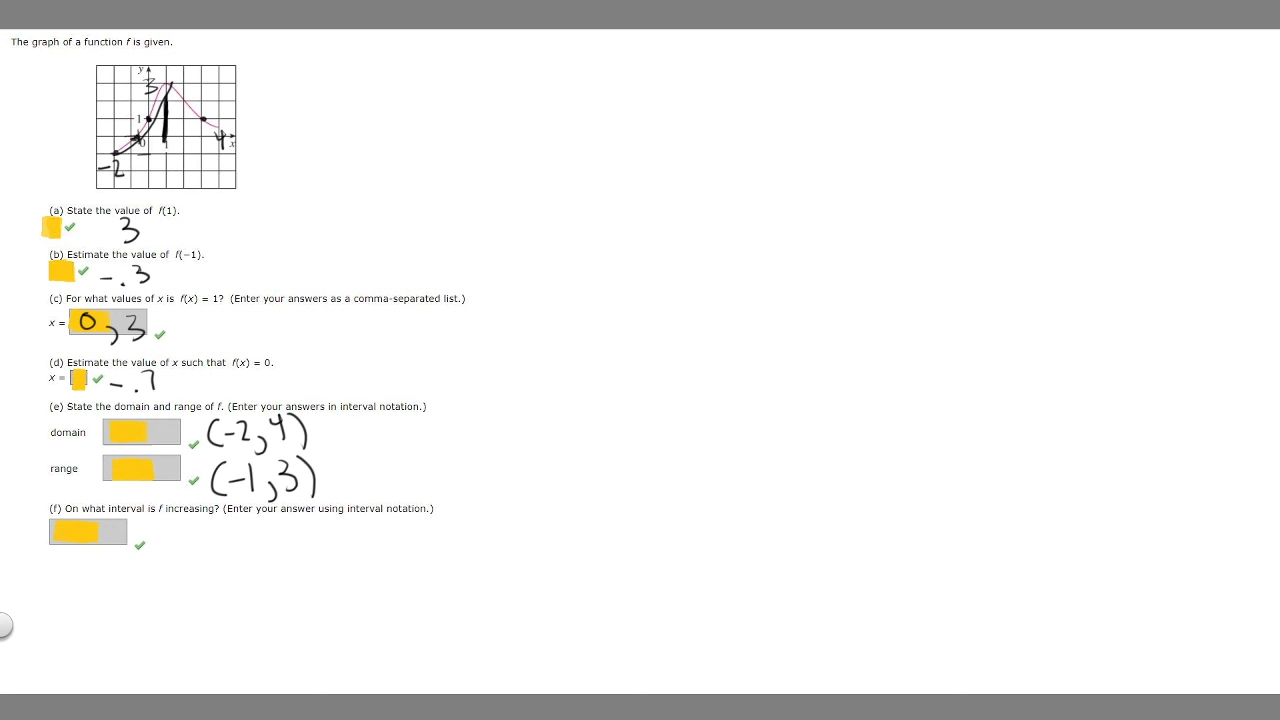 The graph of a function f is given.
y
3
1
0
1
4
x
-2
(a) State the value of f(1).
3
(b) Estimate the value of f(−1).
-.3
(c) For what values of x is f(x) = 1? (Enter your answers as a comma-separated list.)
x = 0,3
(d) Estimate the value of x such that f(x) = 0.
x = -.7
(e) State the domain and range of f. (Enter your answers in interval notation.)
domain (-2,4)
range (-1,3)
(f) On what interval is f increasing? (Enter your answer using interval notation.)